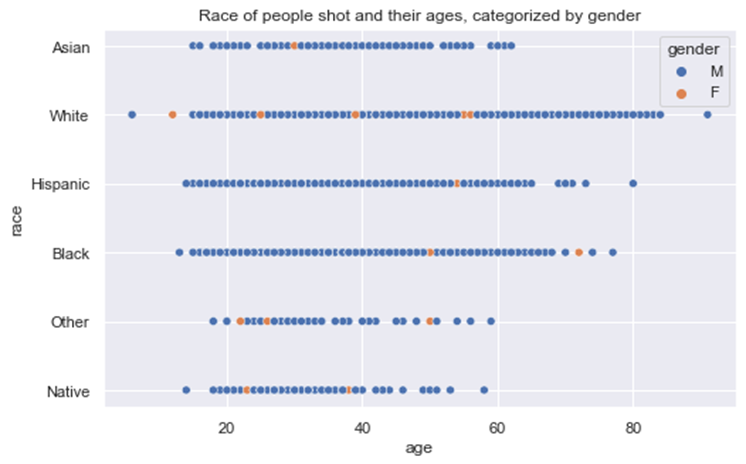 Race of people shot and their ages, categorized by gender
gender
M
F
Asian
White
Hispanic
Black
Other
Native
race
20 40 60 80
age